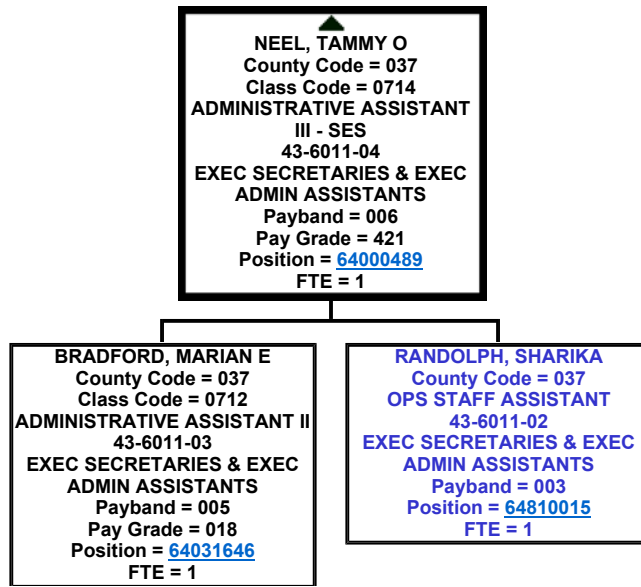 NEEL, TAMMY O
County Code = 037
Class Code = 0714
ADMINISTRATIVE ASSISTANT
III - SES
43-6011-04
EXEC SECRETARIES & EXEC
ADMIN ASSISTANTS
Payband = 006
Pay Grade = 421
Position = 64000489
FTE = 1
BRADFORD, MARIAN E
County Code = 037
Class Code = 0712
ADMINISTRATIVE ASSISTANT II
43-6011-03
EXEC SECRETARIES & EXEC
ADMIN ASSISTANTS
Payband = 005
Pay Grade = 018
Position = 64031646
FTE = 1
RANDOLPH, SHARIKA
County Code = 037
OPS STAFF ASSISTANT
43-6011-02
EXEC SECRETARIES & EXEC
ADMIN ASSISTANTS
Payband = 003
Position = 64810015
FTE = 1